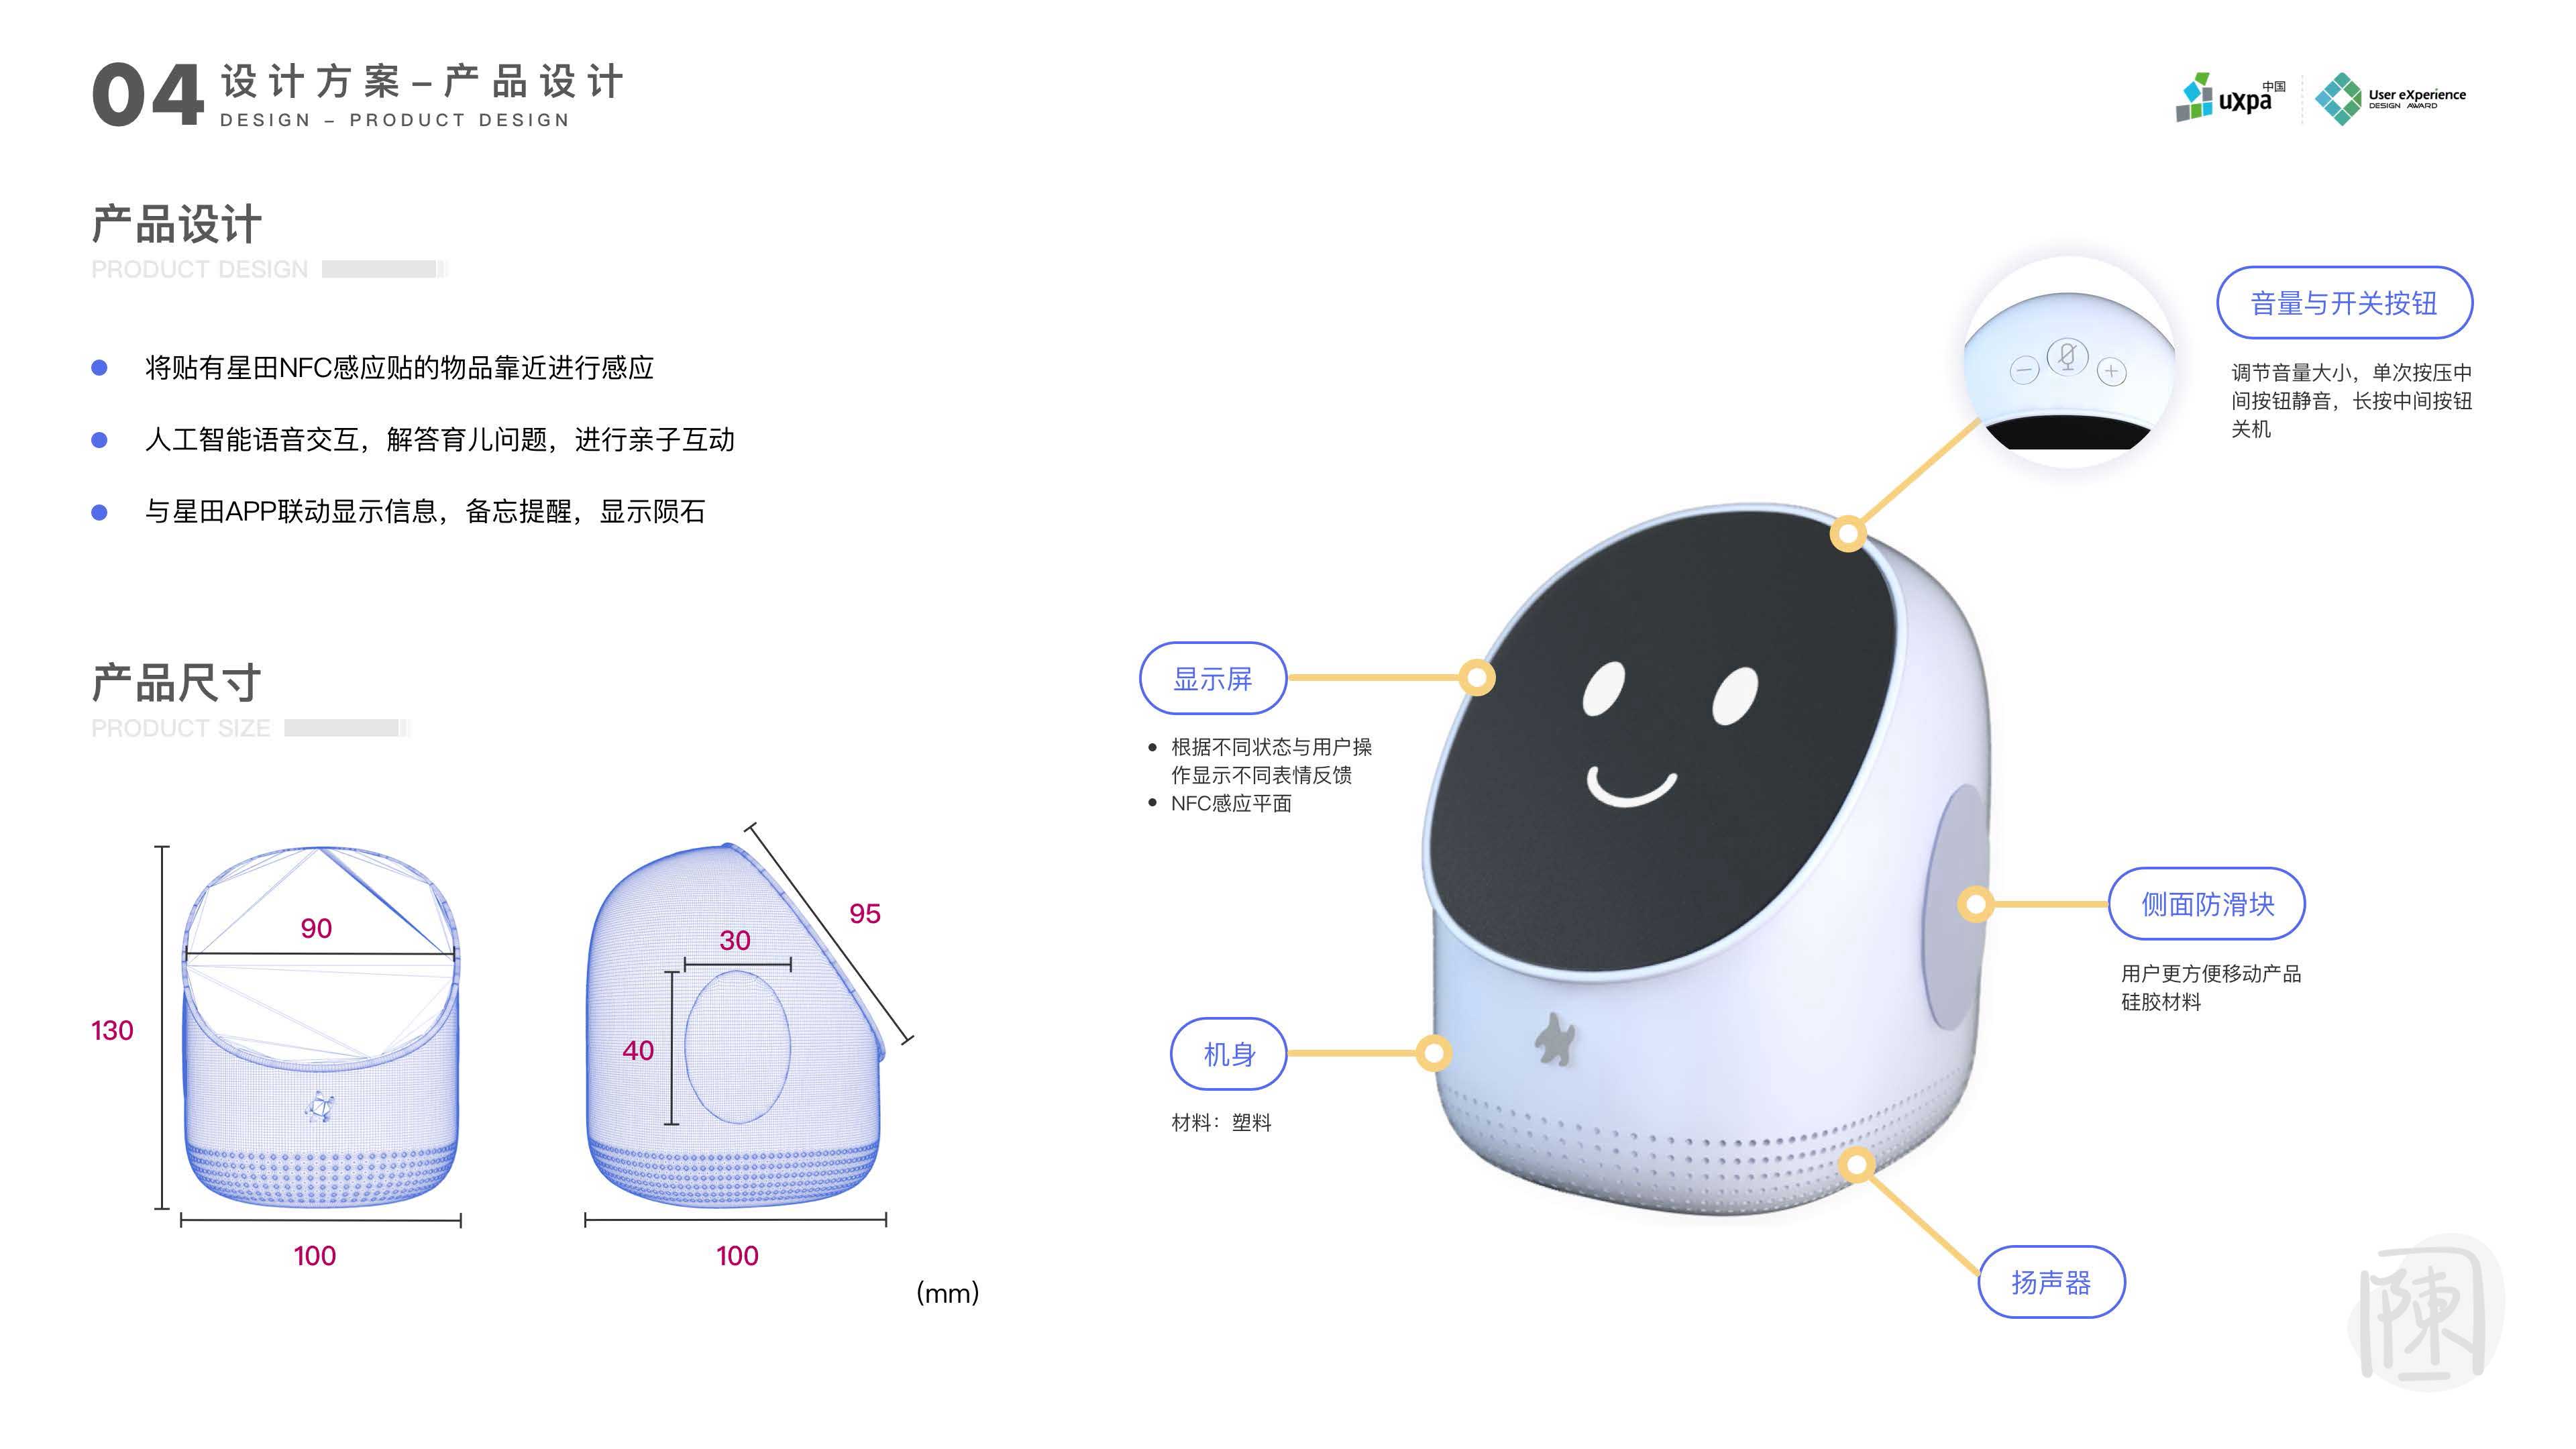 04 设计方案–产品设计
DESIGN – PRODUCT DESIGN
uxpa中国
User eXperience
DESIGN AWARD
产品设计
PRODUCT DESIGN
将贴有星田NFC感应贴的物品靠近进行感应
人工智能语音交互，解答育儿问题，进行亲子互动
与星田APP联动显示信息，备忘提醒，显示陨石
产品尺寸
PRODUCT SIZE
130
90
100
95
30
40
100
(mm)
音量与开关按钮
调节音量大小，单次按压中
间按钮静音，长按中间按钮
关机
显示屏
根据不同状态与用户操
作显示不同表情反馈
NFC感应平面
侧面防滑块
用户更方便移动产品
硅胶材料
机身
材料：塑料
扬声器
陳